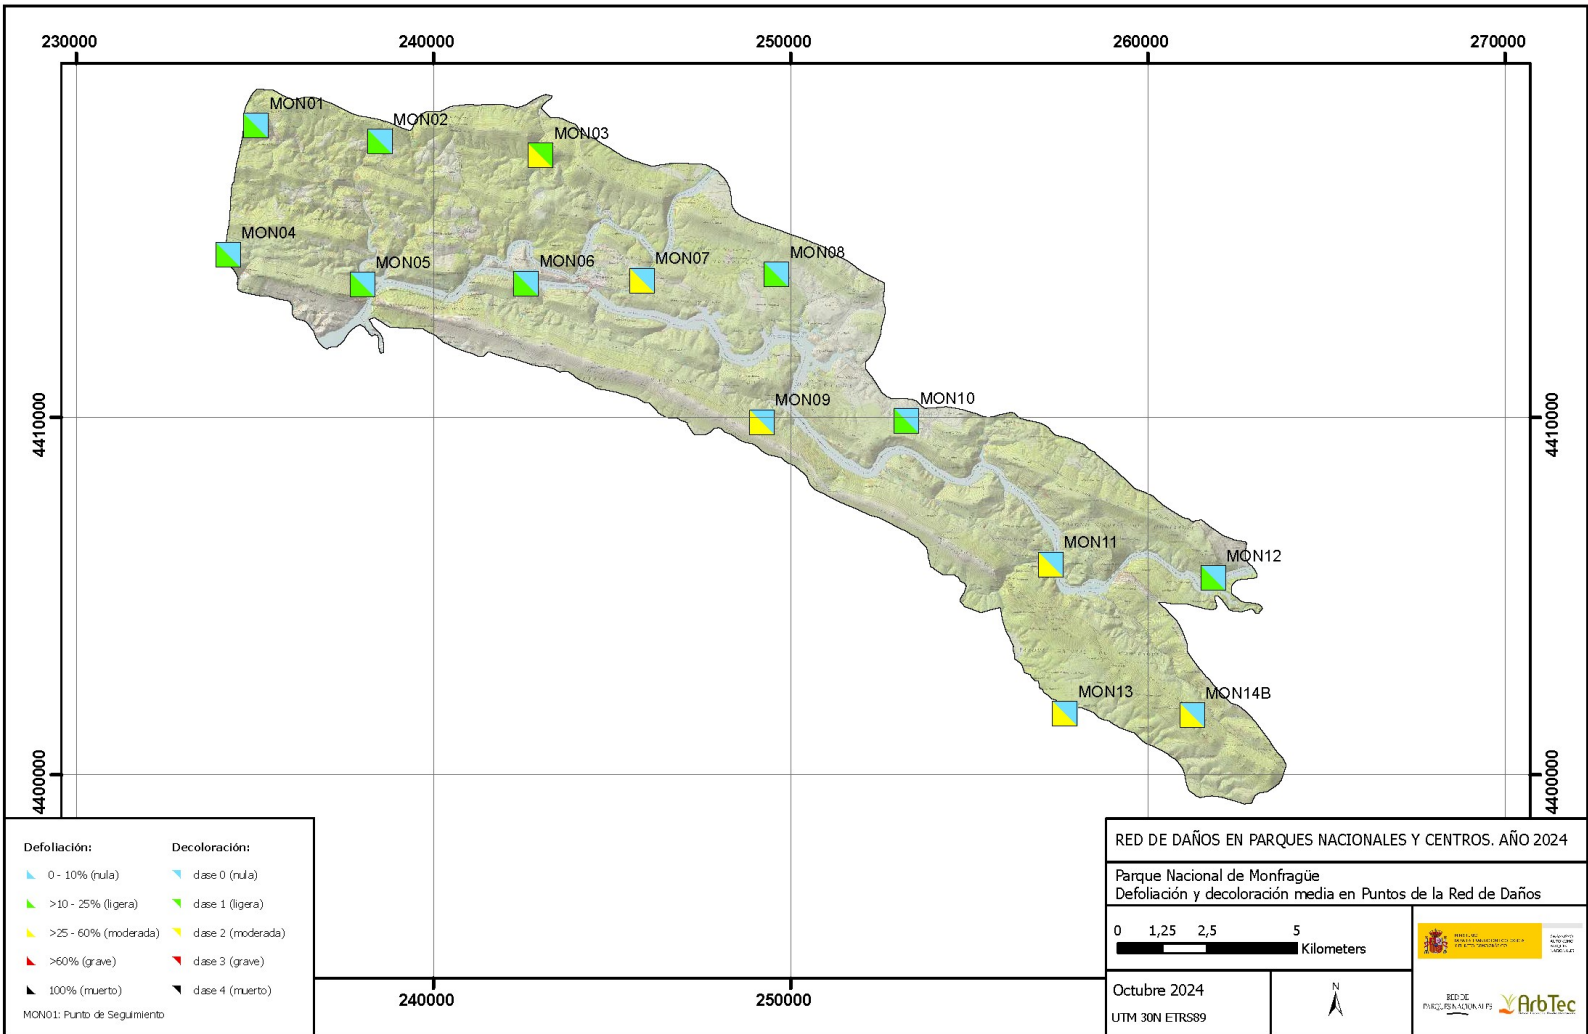 230000 240000 250000 260000 270000
MON01
MON02
MON03
MON04
MON05
MON06
MON07
MON08
4410000
4410000
MON09
MON10
MON11
MON12
MON13
MON14B
4400000
4400000
240000 250000
Defoliación: Decoloración:
0 - 10% (nula) clase 0 (nula)
>10 - 25% (ligera) clase 1 (ligera)
>25 - 60% (moderada) clase 2 (moderada)
>60% (grave) clase 3 (grave)
100% (muerto) clase 4 (muerto)
MON01: Punto de Seguimiento
RED DE DAÑOS EN PARQUES NACIONALES Y CENTROS. AÑO 2024
Parque Nacional de Monfragüe
Defoliación y decoloración media en Puntos de la Red de Daños
0 1,25 2,5 5
Kilometers
Octubre 2024
UTM 30N ETRS89
N
RED DE
PARQUES NACIONALES
ArbTec